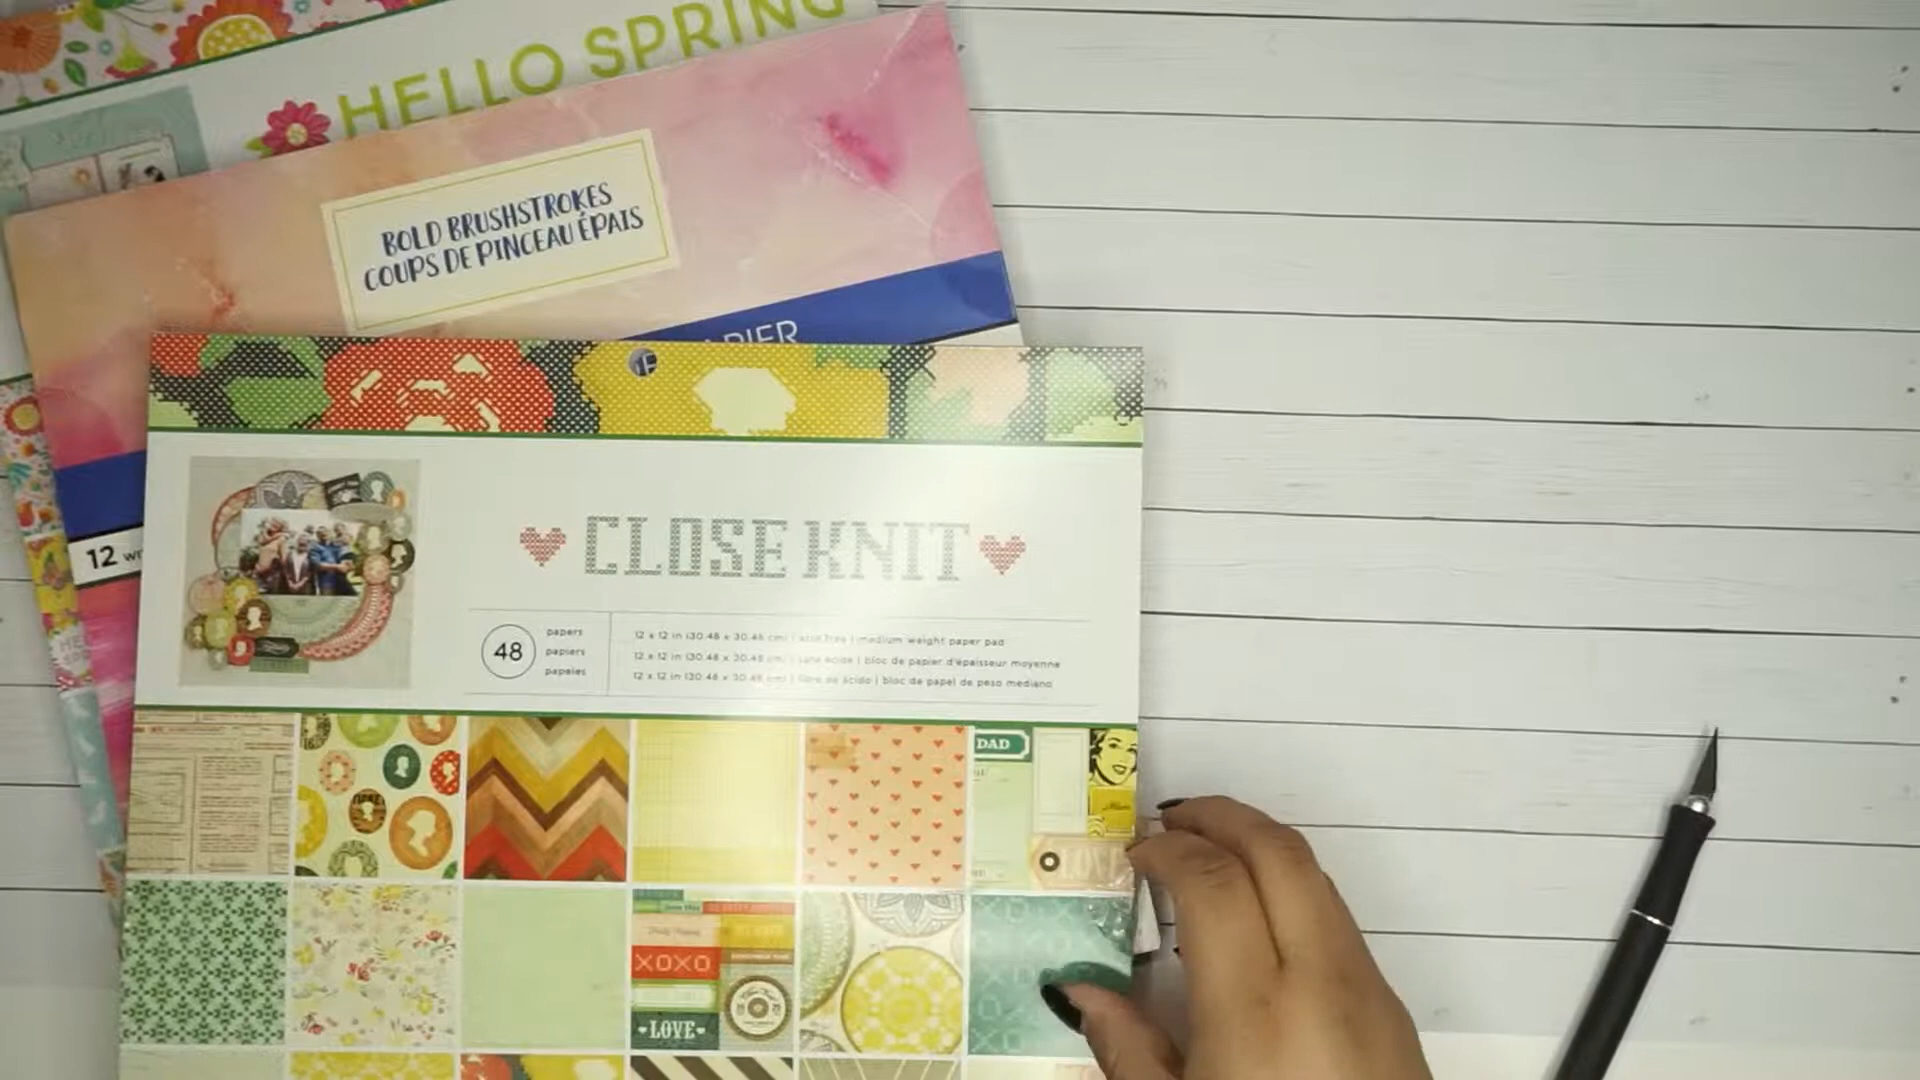 HELLO SPRING
BOLD BRUSHSTROKES
COUPS DE PINCEAU ÉPAIS
12
CLOSE KNIT
48
papers
papiers
papeles
12 x 12 in (30.48 x 30.48 cm) | acid free | medium weight paper pad
12 x 12 in (30.48 x 30.48 cm) | sans acide | bloc de papier d'épaisseur moyenne
12 x 12 in (30.48 x 30.48 cm) | libre de ácido | bloc de papel de peso mediano
DAD
LOVE
XOXO
LOVE